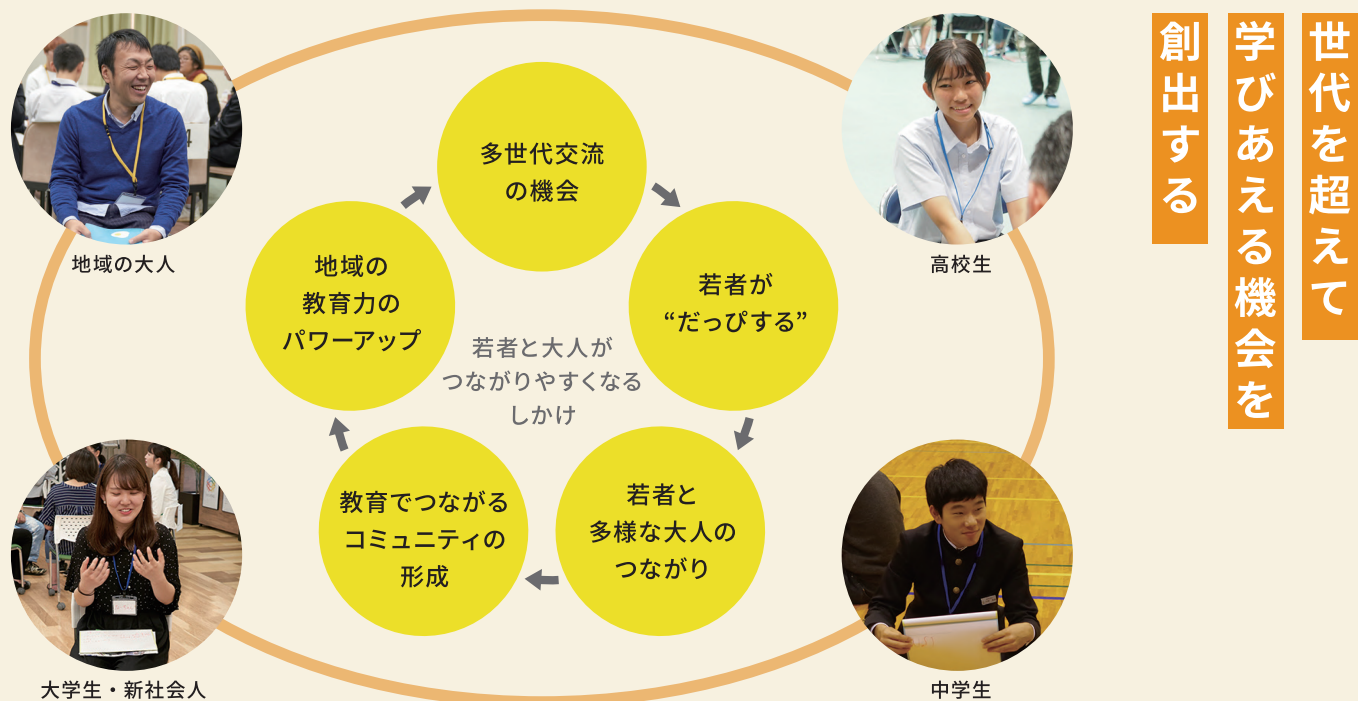 世代を超えて
学びあえる機会を
創出する
地域の大人
高校生
多世代交流
の機会
若者が
“だっぴする”
若者と
多様な大人の
つながり
教育でつながる
コミュニティの
形成
地域の
教育力の
パワーアップ
若者と大人が
つながりやすくなる
しかけ
大学生・新社会人
中学生